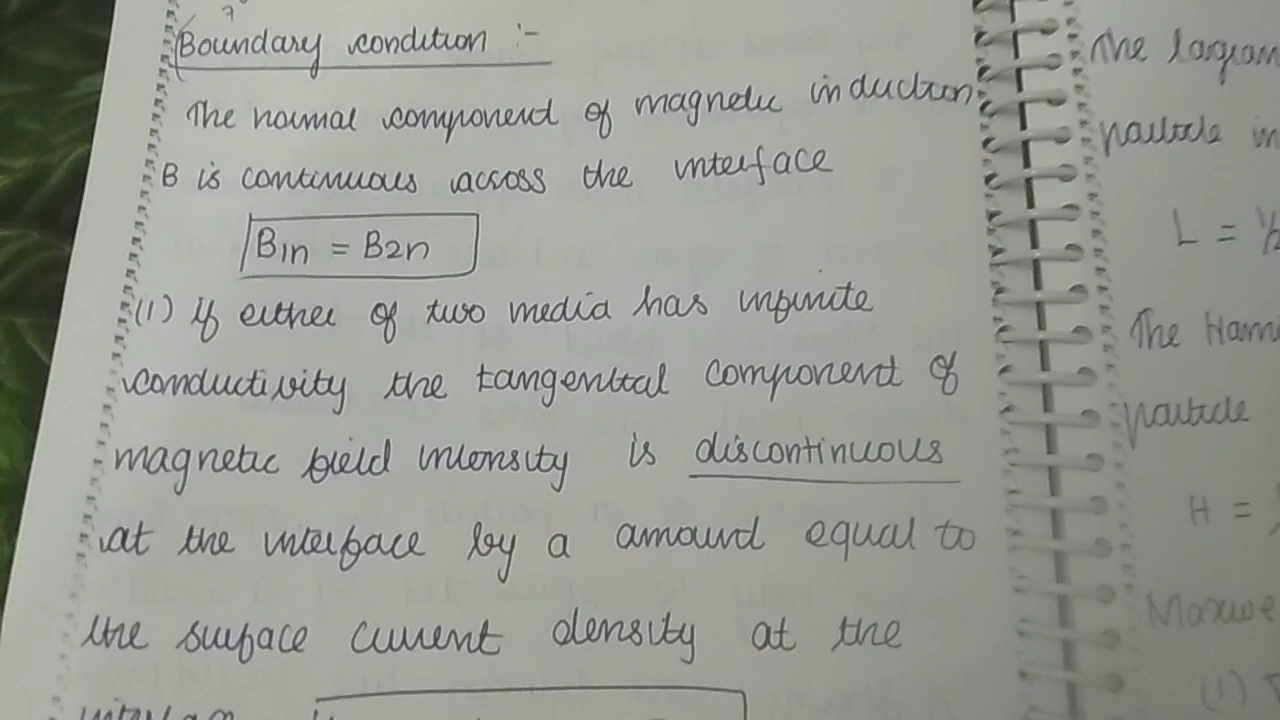 Boundary condition :-
The normal component of magnetic induction
B is continuous across the interface
B1n = B2n
(1) if either of two media has infinite
conductivity the tangential component of
magnetic field intensity is discontinuous
at the interface by a amount equal to
the surface current density at the
The
particle in
L =
The
particle
H =
(1)